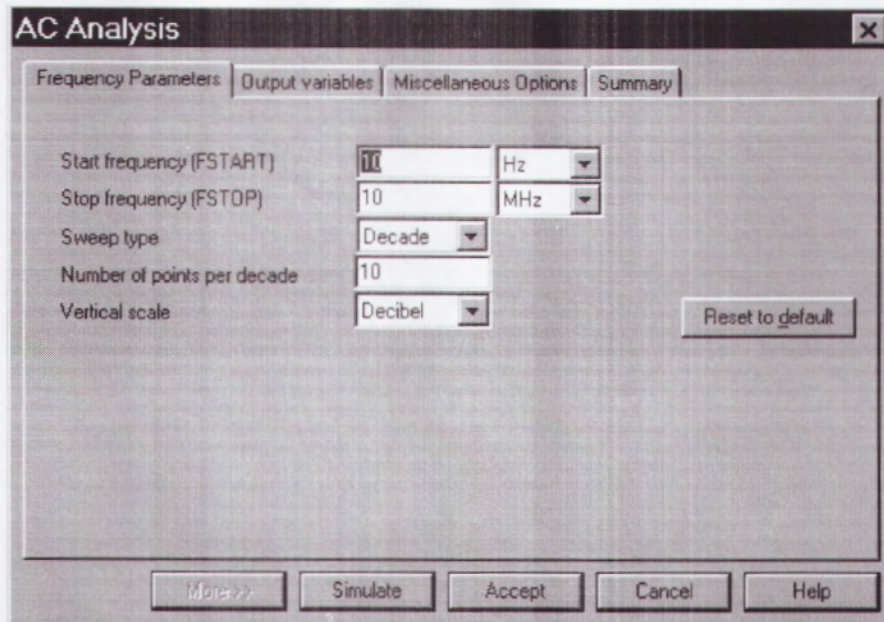 AC Analysis
Frequency Parameters Output variables Miscellaneous Options Summary
Start frequency (FSTART) 10 Hz
Stop frequency (FSTOP) 10 MHz
Sweep type Decade
Number of points per decade 10
Vertical scale Decibel
Reset to default
More >> Simulate Accept Cancel Help